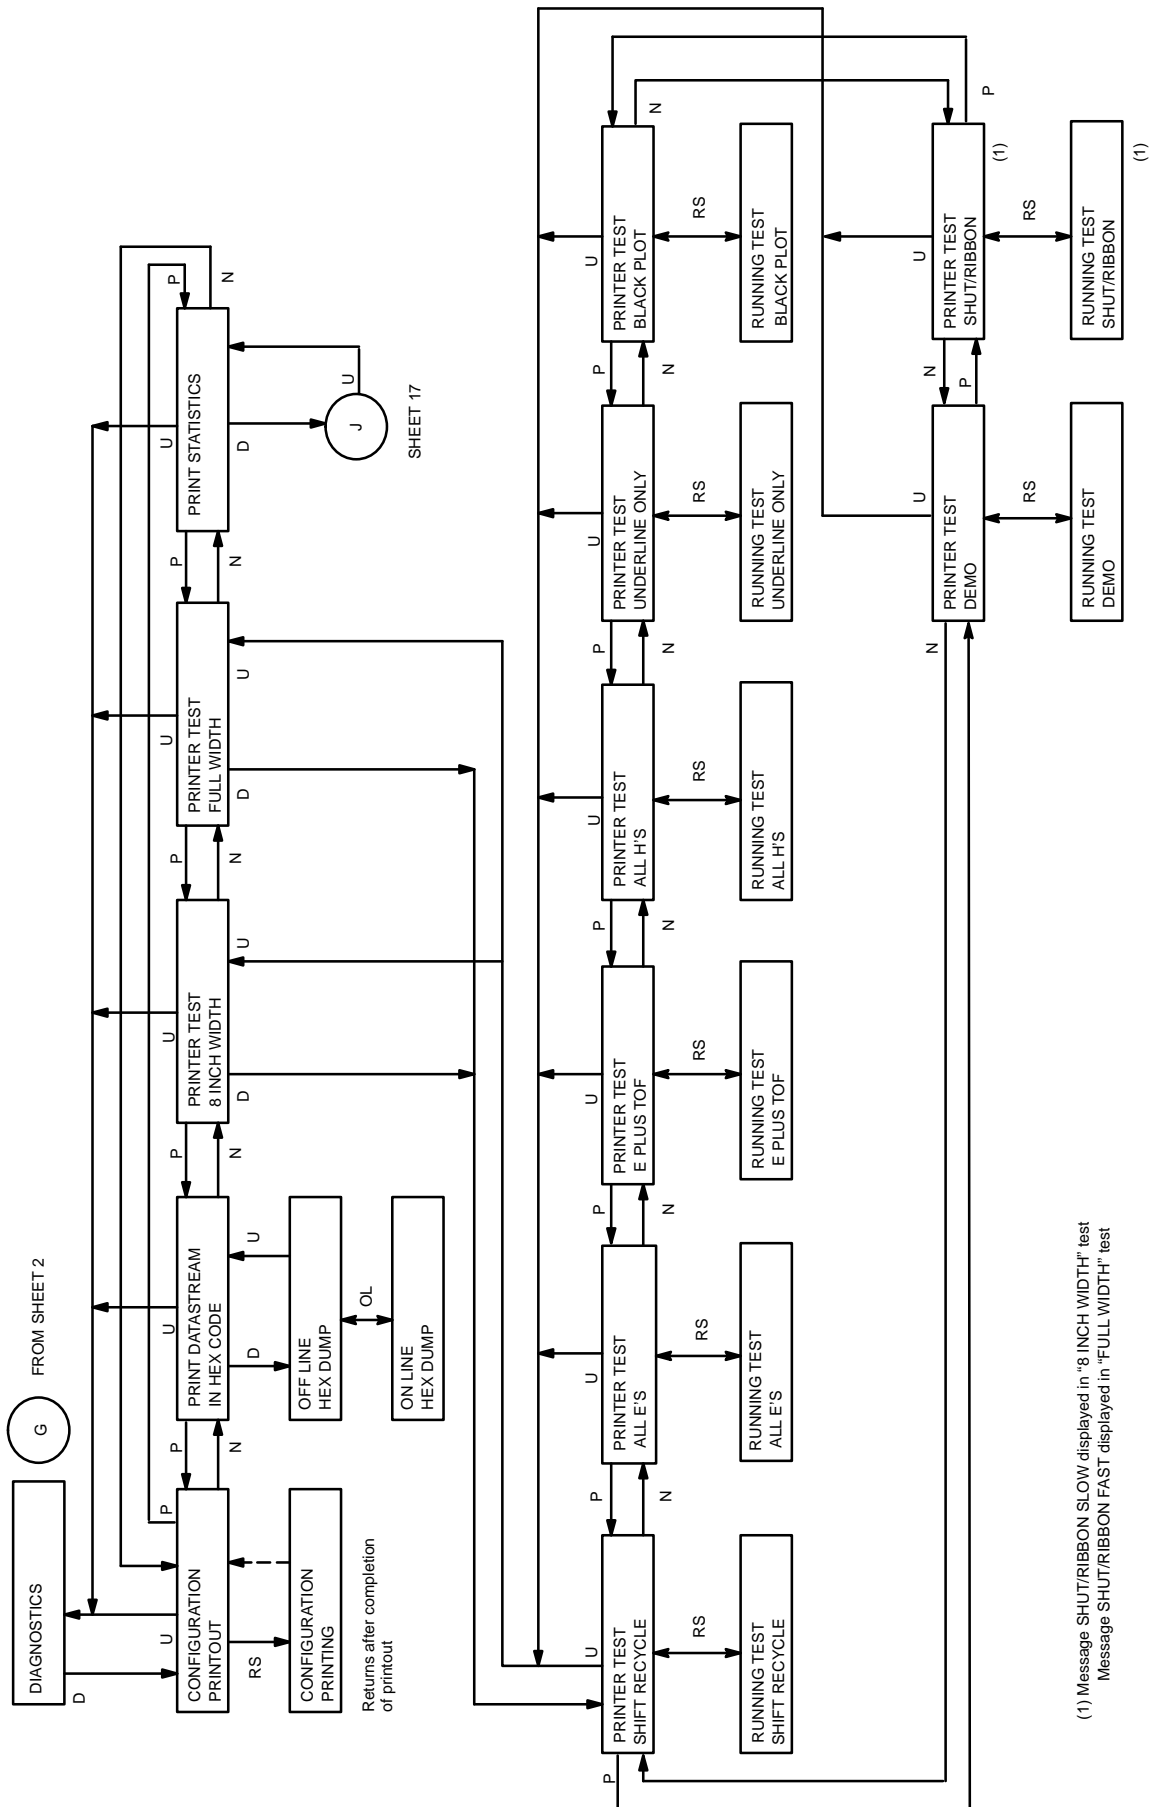 DIAGNOSTICS
G
FROM SHEET 2
D
U
P
CONFIGURATION
PRINTOUT
P
N
U
PRINT DATASTREAM
IN HEX CODE
P
N
U
PRINTER TEST
8 INCH WIDTH
U
P
N
U
PRINTER TEST
FULL WIDTH
U
P
N
U
PRINT STATISTICS
P
N
RS
CONFIGURATION
PRINTING
Returns after completion
of printout
D
U
OFF LINE
HEX DUMP
OL
ON LINE
HEX DUMP
D
D
D
U
J
SHEET 17
U
PRINTER TEST
SHIFT RECYCLE
P
P
N
U
PRINTER TEST
ALL E'S
P
N
U
PRINTER TEST
E PLUS TOF
P
N
U
PRINTER TEST
ALL H'S
P
N
U
PRINTER TEST
UNDERLINE ONLY
P
N
U
PRINTER TEST
BLACK PLOT
N
RS
RS
RS
RS
RS
RS
RUNNING TEST
SHIFT RECYCLE
RUNNING TEST
ALL E'S
RUNNING TEST
E PLUS TOF
RUNNING TEST
ALL H'S
RUNNING TEST
UNDERLINE ONLY
RUNNING TEST
BLACK PLOT
N
U
PRINTER TEST
DEMO
N
P
U
PRINTER TEST
SHUT/RIBBON
P
(1)
RS
RS
RUNNING TEST
DEMO
RUNNING TEST
SHUT/RIBBON
(1)
(1) Message SHUT/RIBBON SLOW displayed in “8 INCH WIDTH” test
Message SHUT/RIBBON FAST displayed in “FULL WIDTH” test